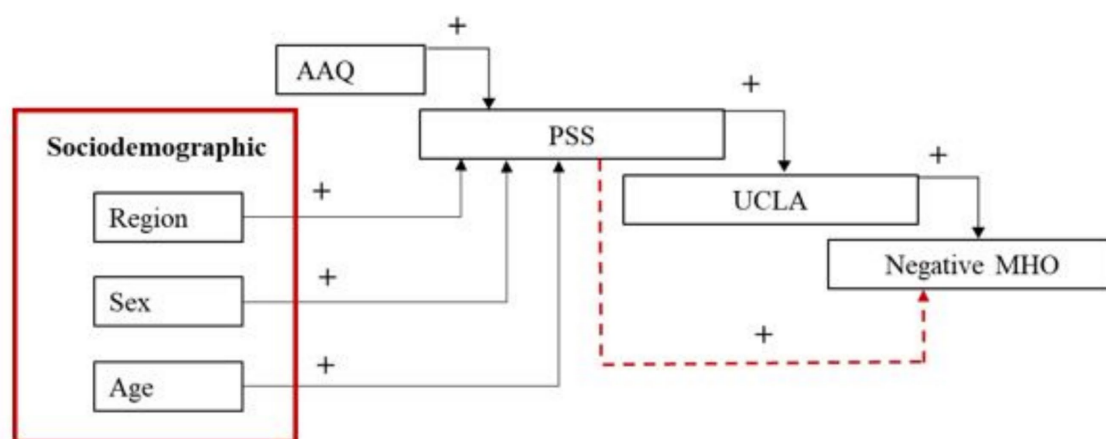 +
AAQ
+
PSS
Sociodemographic
+
+
UCLA
Region
+
Negative MHO
Sex
+
+
Age